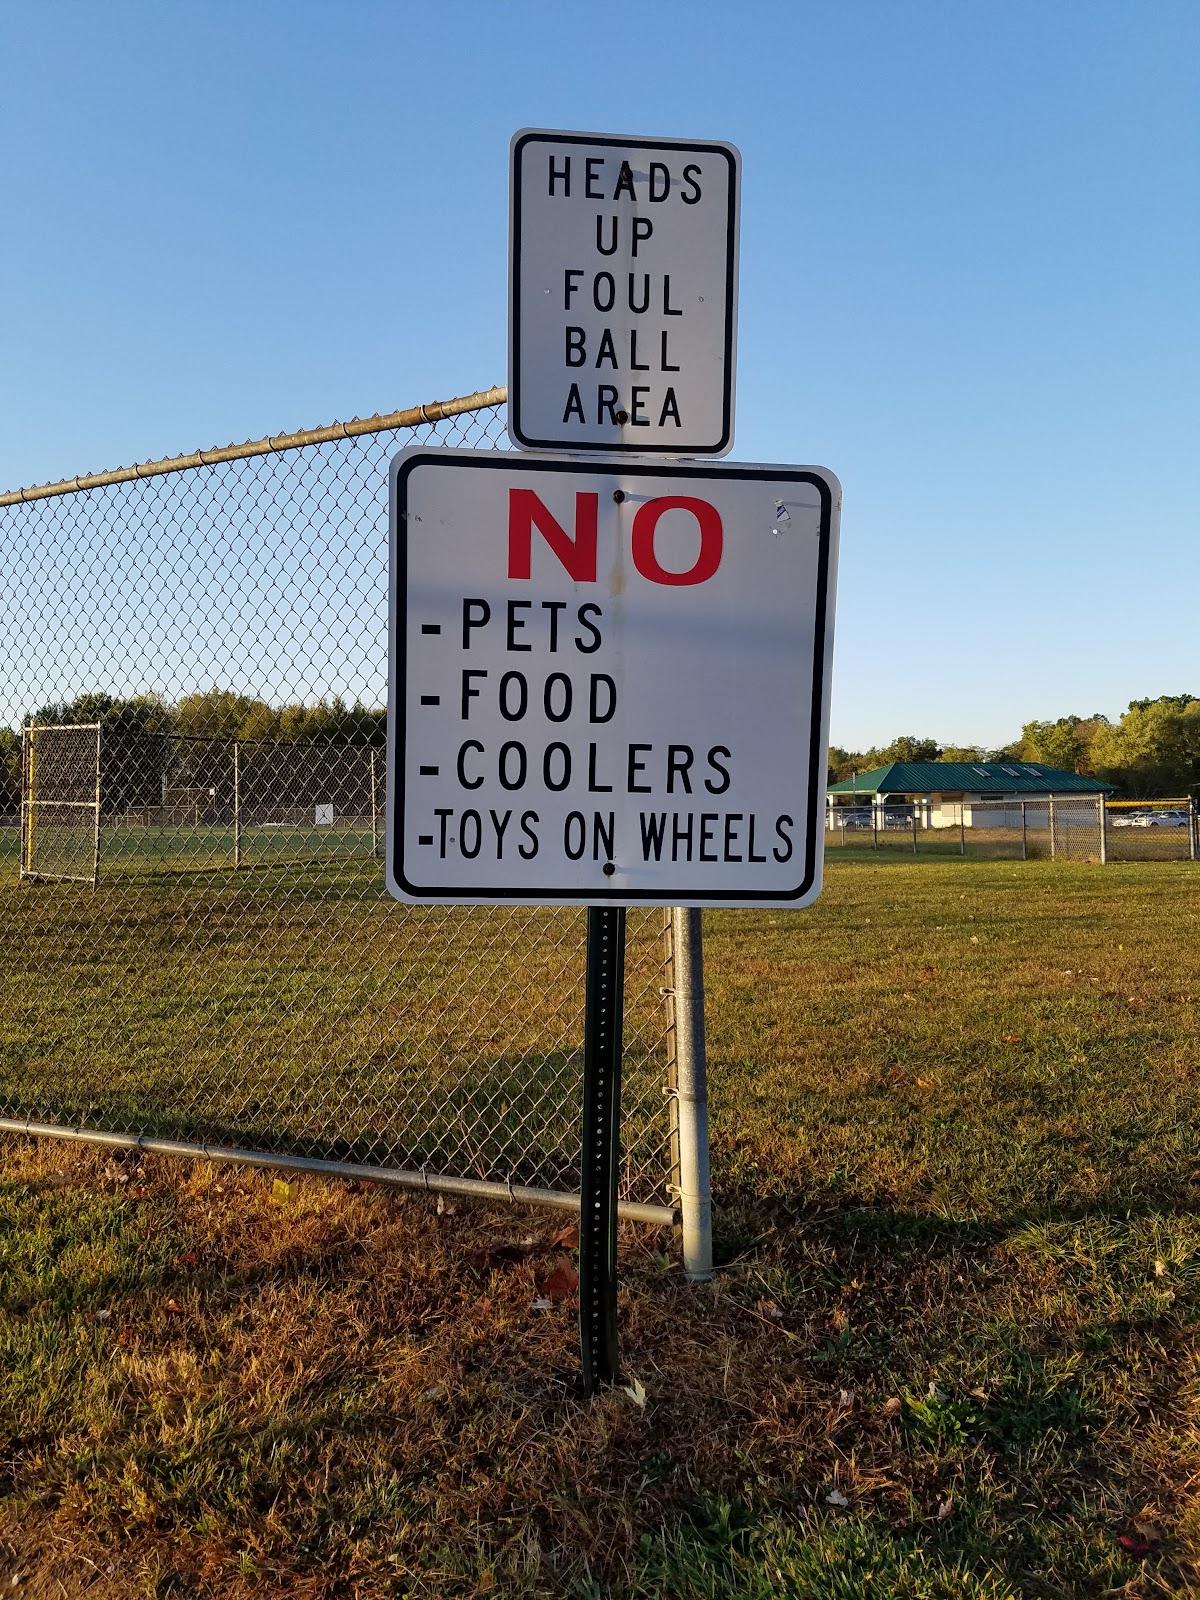 HEADS
UP
FOUL
BALL
AREA
NO
- PETS
- FOOD
- COOLERS
-TOYS ON WHEELS